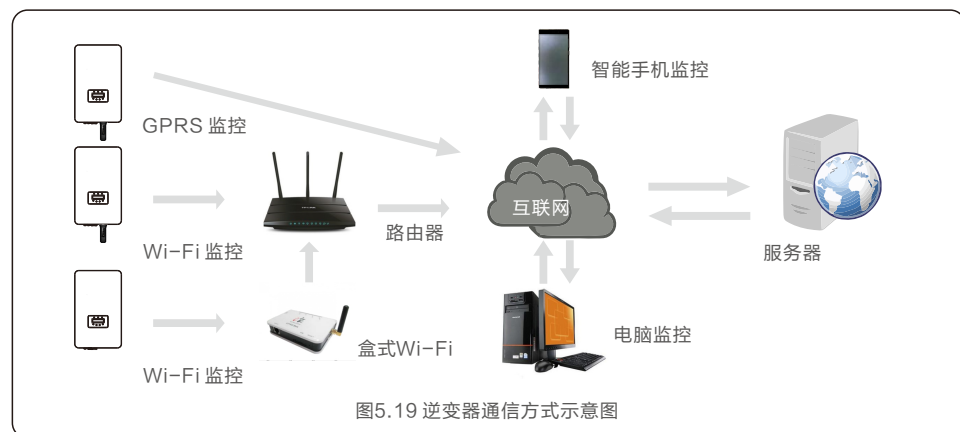 智能手机监控
GPRS 监控
互联网
路由器
服务器
Wi-Fi 监控
盒式Wi-Fi
电脑监控
Wi-Fi 监控
图5.19 逆变器通信方式示意图